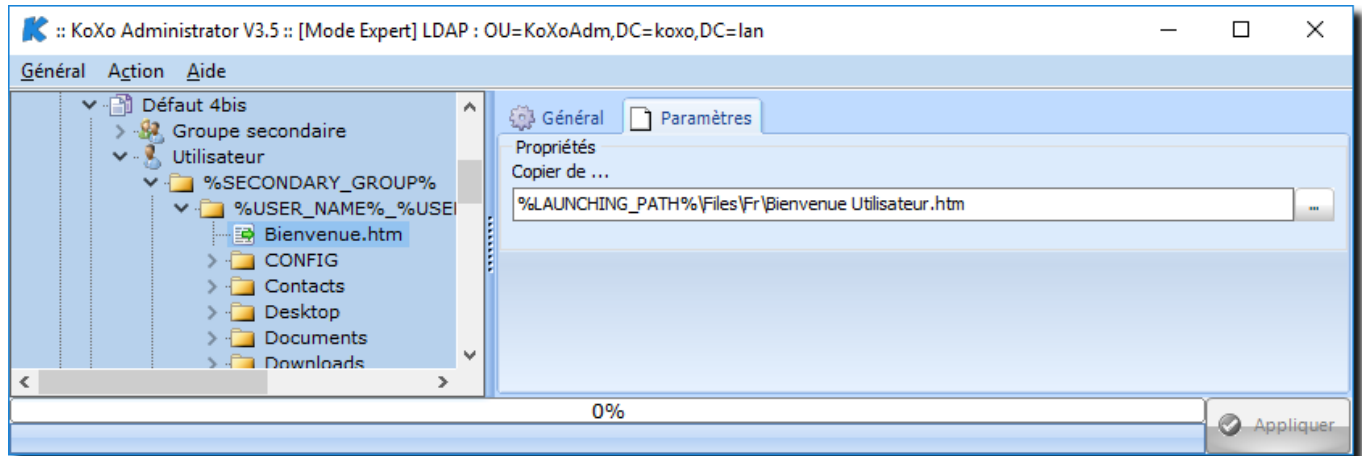 :: KoXo Administrator V3.5 :: [Mode Expert] LDAP : OU=KoXoAdm,DC=koxo,DC=lan
Général Action Aide
Défaut 4bis
Groupe secondaire
Utilisateur
%SECONDARY_GROUP%
%USER_NAME%_%USE
Bienvenue.htm
CONFIG
Contacts
Desktop
Documents
Downloads
Général Paramètres
Propriétés
Copier de ...
%LAUNCHING_PATH%\Files\Fr\Bienvenue Utilisateur.htm
...
0%
Appliquer